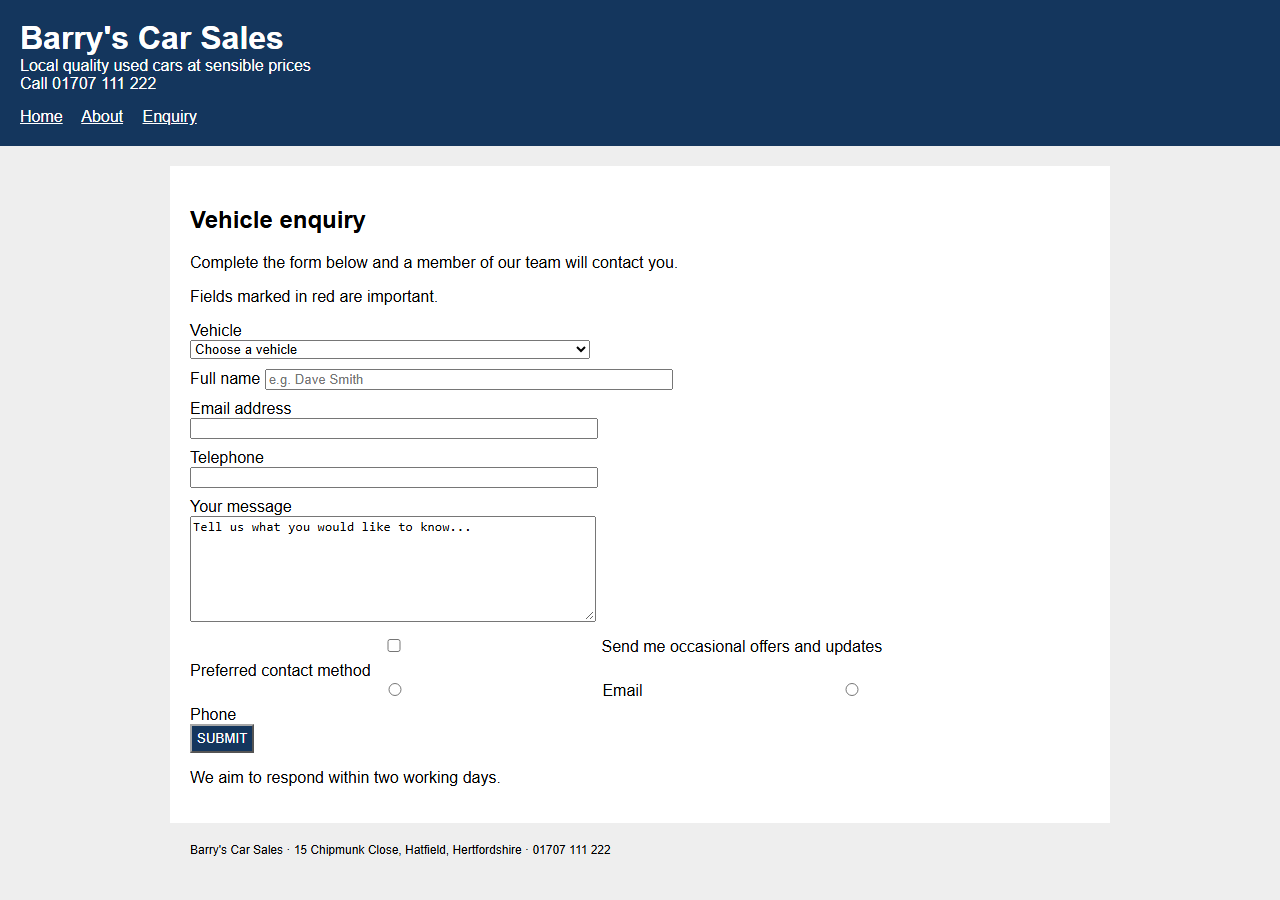 Barry's Car Sales
Local quality used cars at sensible prices
Call 01707 111 222
Home About Enquiry
Vehicle enquiry
Complete the form below and a member of our team will contact you.
Fields marked in red are important.
Vehicle
Choose a vehicle
Full name e.g. Dave Smith
Email address
Telephone
Your message
Tell us what you would like to know...
Send me occasional offers and updates
Preferred contact method
Email
Phone
SUBMIT
We aim to respond within two working days.
Barry's Car Sales · 15 Chipmunk Close, Hatfield, Hertfordshire · 01707 111 222